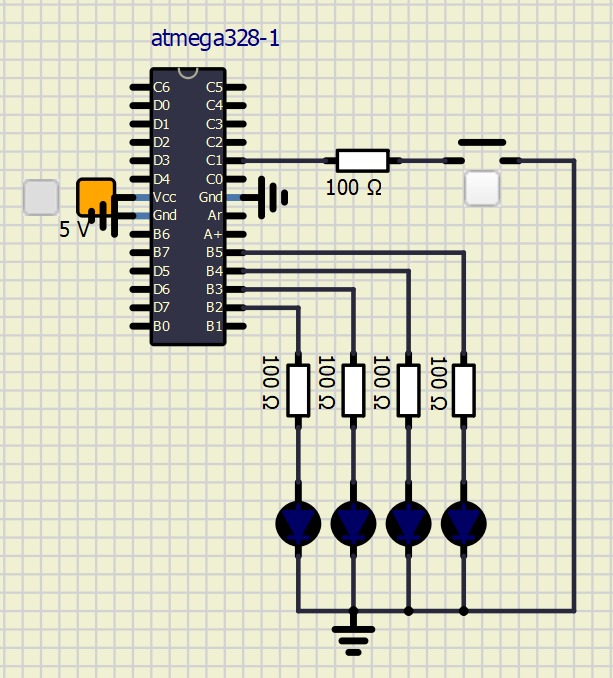 atmega328-1
C6 C5
D0 C4
D1 C3
D2 C2
D3 C1
D4 C0
Vcc Gnd
Gnd Ar
B6 A+
B7 B5
D5 B4
D6 B3
D7 B2
B0 B1
5 V
100 Ω
100 Ω
100 Ω
100 Ω
100 Ω